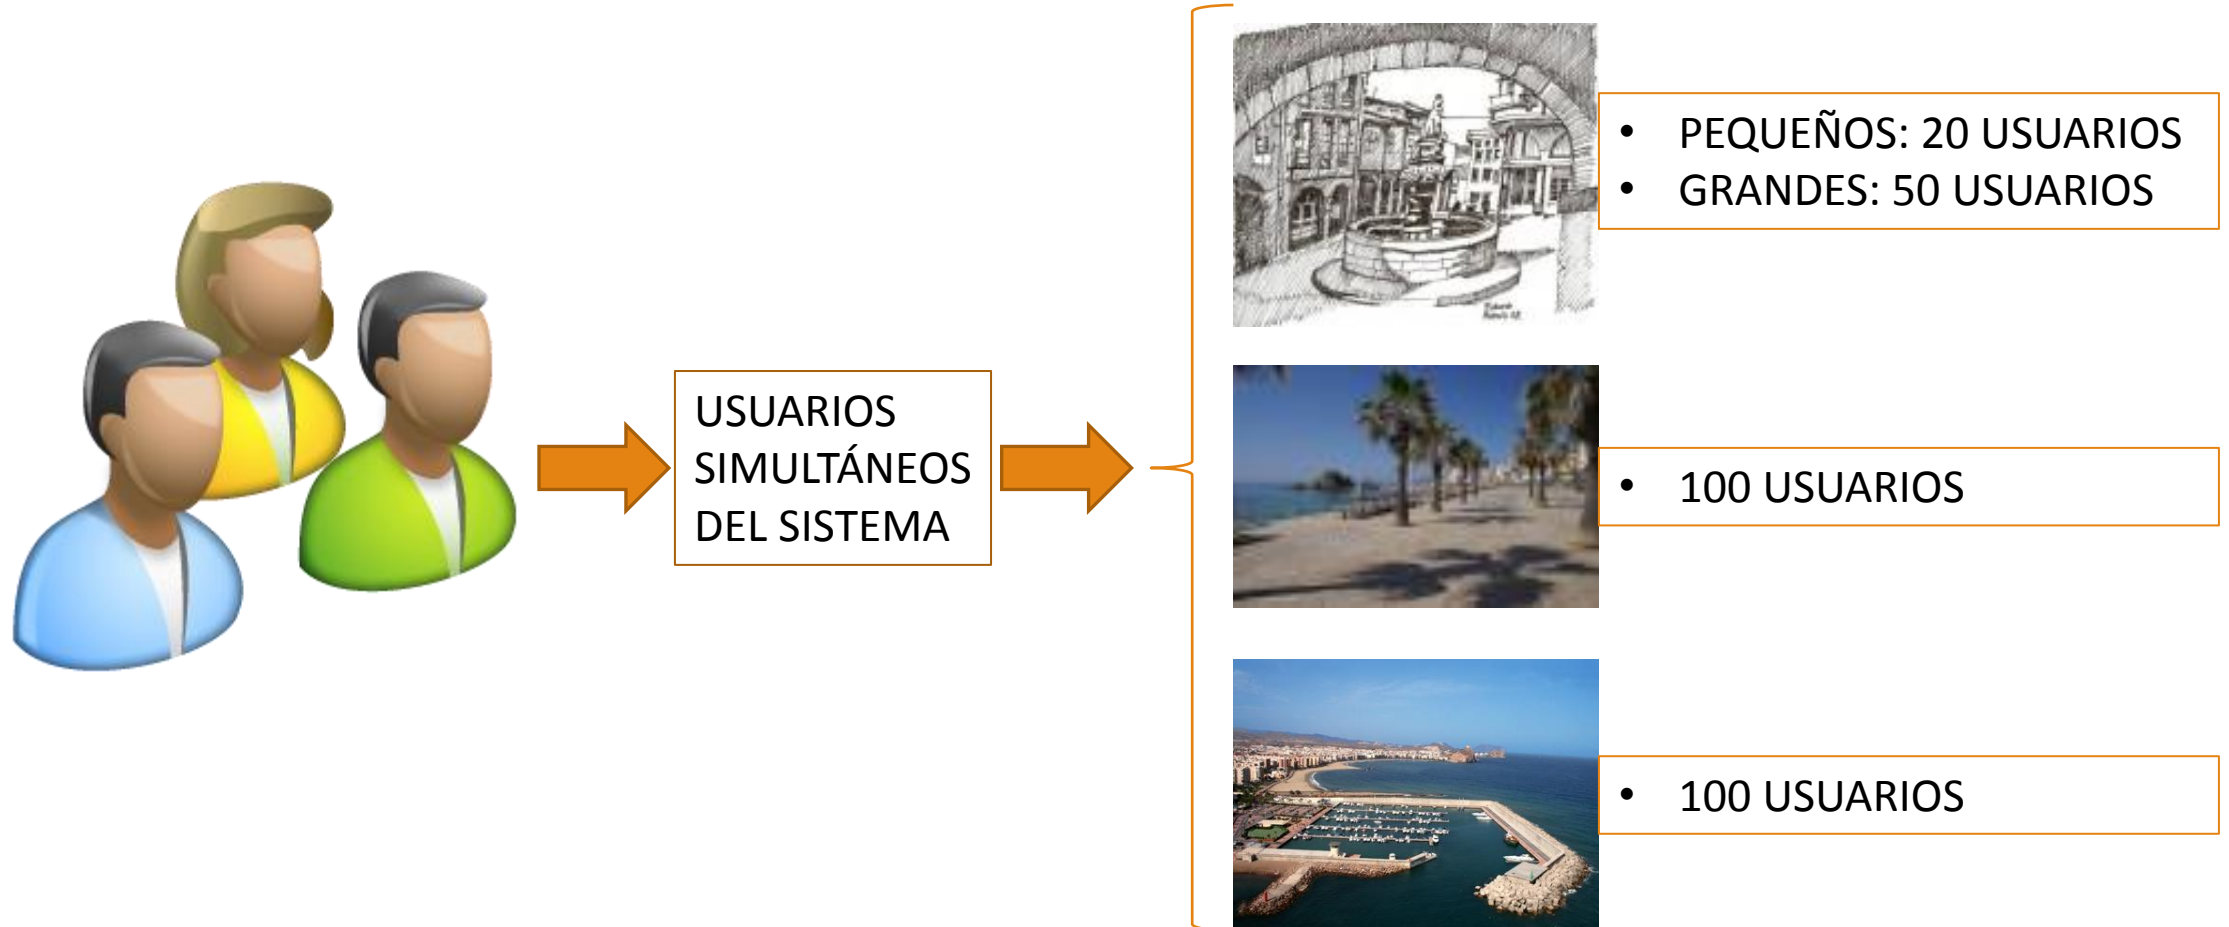 USUARIOS
SIMULTÁNEOS
DEL SISTEMA
• PEQUEÑOS: 20 USUARIOS
• GRANDES: 50 USUARIOS
• 100 USUARIOS
• 100 USUARIOS